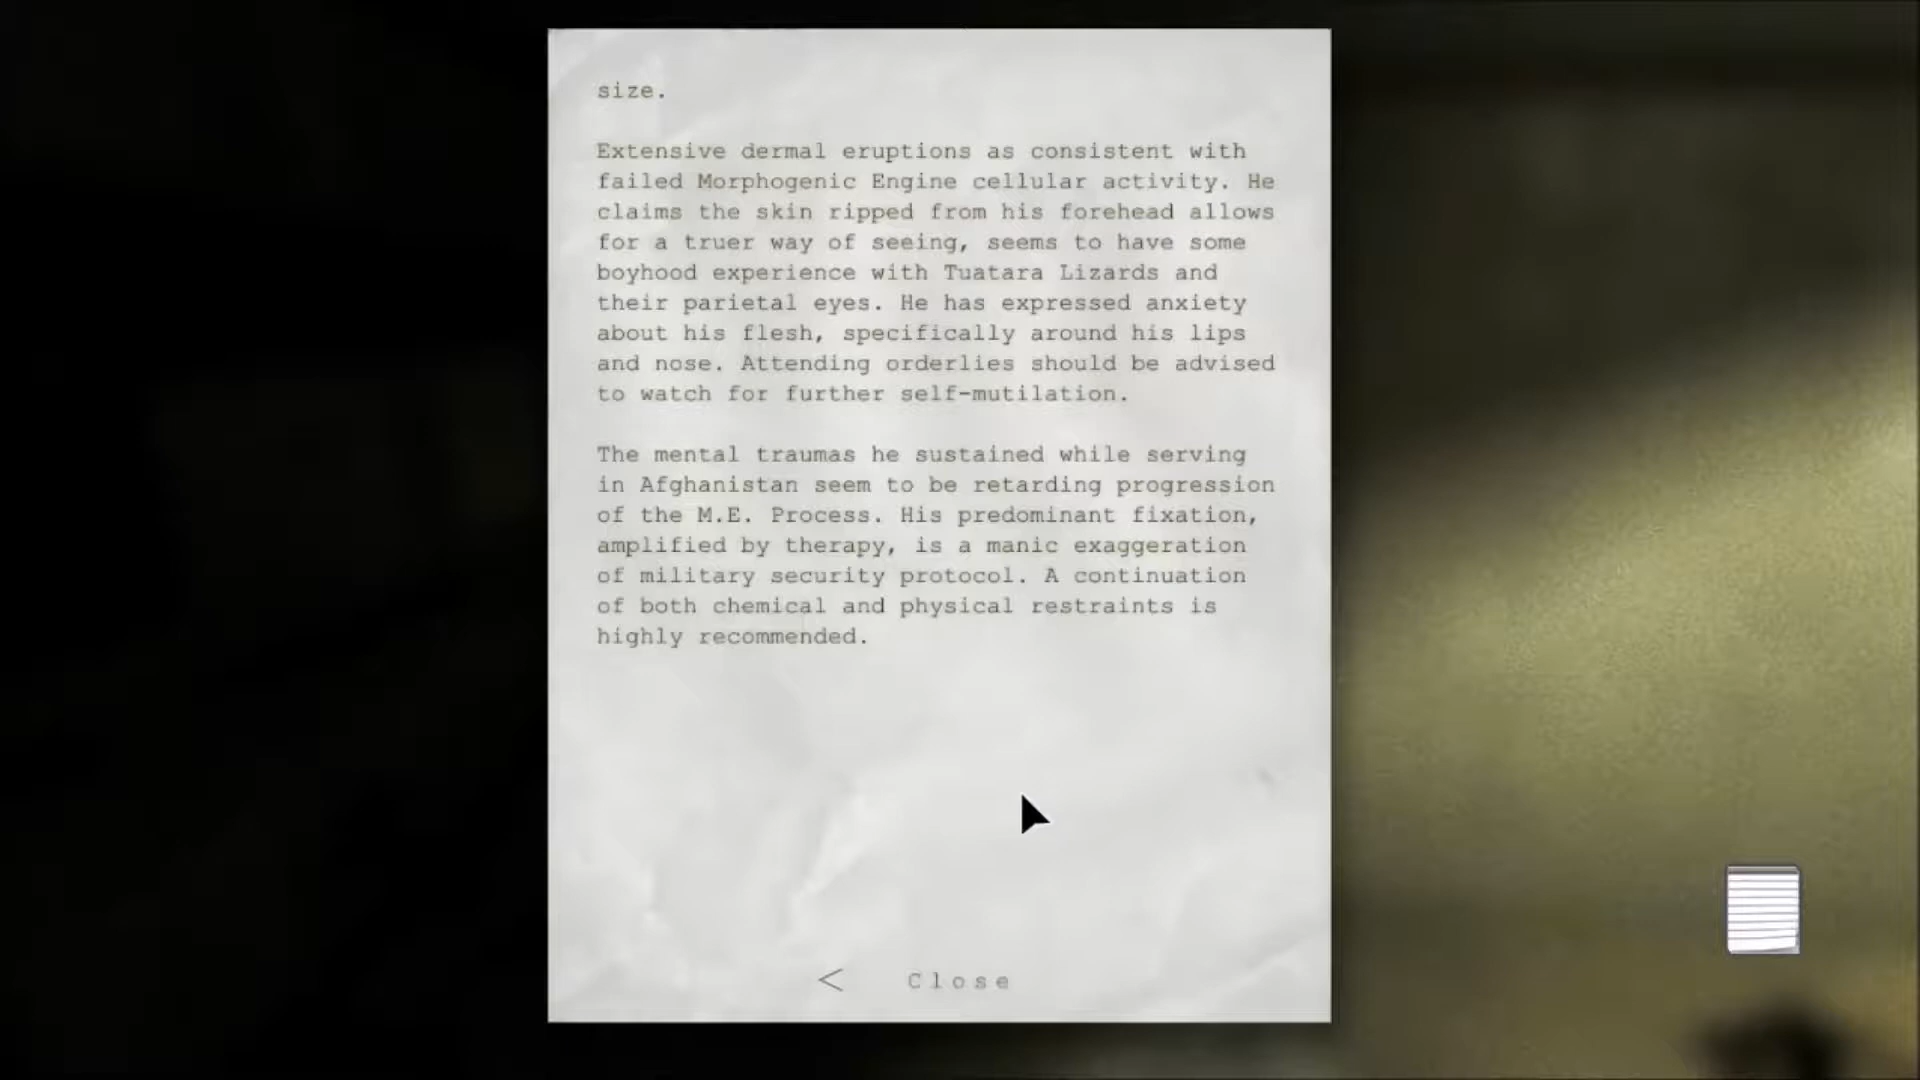 size.
Extensive dermal eruptions as consistent with
failed Morphogenic Engine cellular activity. He
claims the skin ripped from his forehead allows
for a truer way of seeing, seems to have some
boyhood experience with Tuatara Lizards and
their parietal eyes. He has expressed anxiety
about his flesh, specifically around his lips
and nose. Attending orderlies should be advised
to watch for further self-mutilation.
The mental traumas he sustained while serving
in Afghanistan seem to be retarding progression
of the M.E. Process. His predominant fixation,
amplified by therapy, is a manic exaggeration
of military security protocol. A continuation
of both chemical and physical restraints is
highly recommended.
< Close